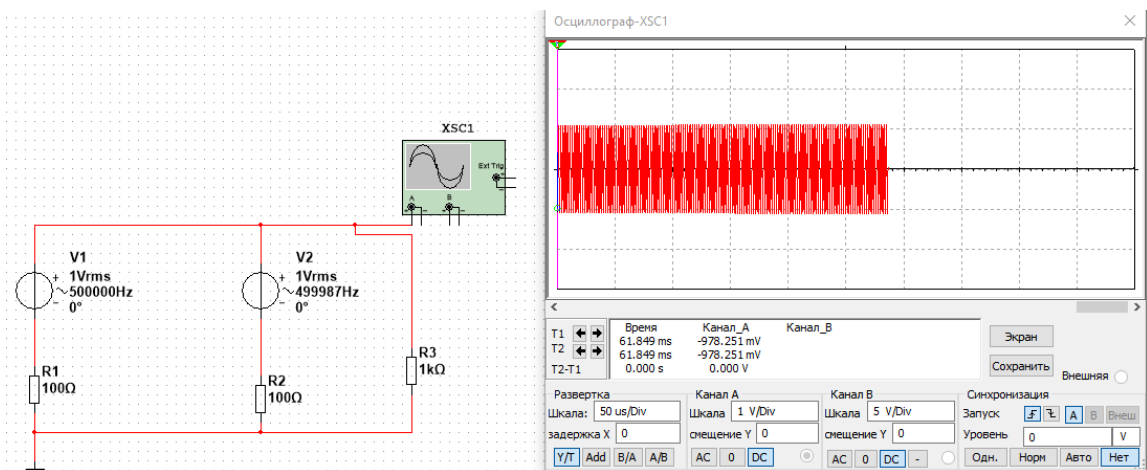 Осциллограф-XSC1
XSC1
Ext Trig
A
B
V1
1Vrms
500000Hz
0°
V2
1Vrms
499987Hz
0°
R1
100Ω
R2
100Ω
R3
1kΩ
T1
T2
T2-T1
Время Канал_A Канал_B
61.849 ms -978.251 mV
61.849 ms -978.251 mV
0.000 s 0.000 V
Экран
Сохранить
Внешняя
Развертка
Шкала: 50 us/Div
задержка X 0
Y/T Add B/A A/B
Канал A
Шкала 1 V/Div
смещение Y 0
AC 0 DC
Канал B
Шкала 5 V/Div
смещение Y 0
AC 0 DC -
Синхронизация
Запуск A B Внеш
Уровень 0 V
Одн. Норм Авто Нет